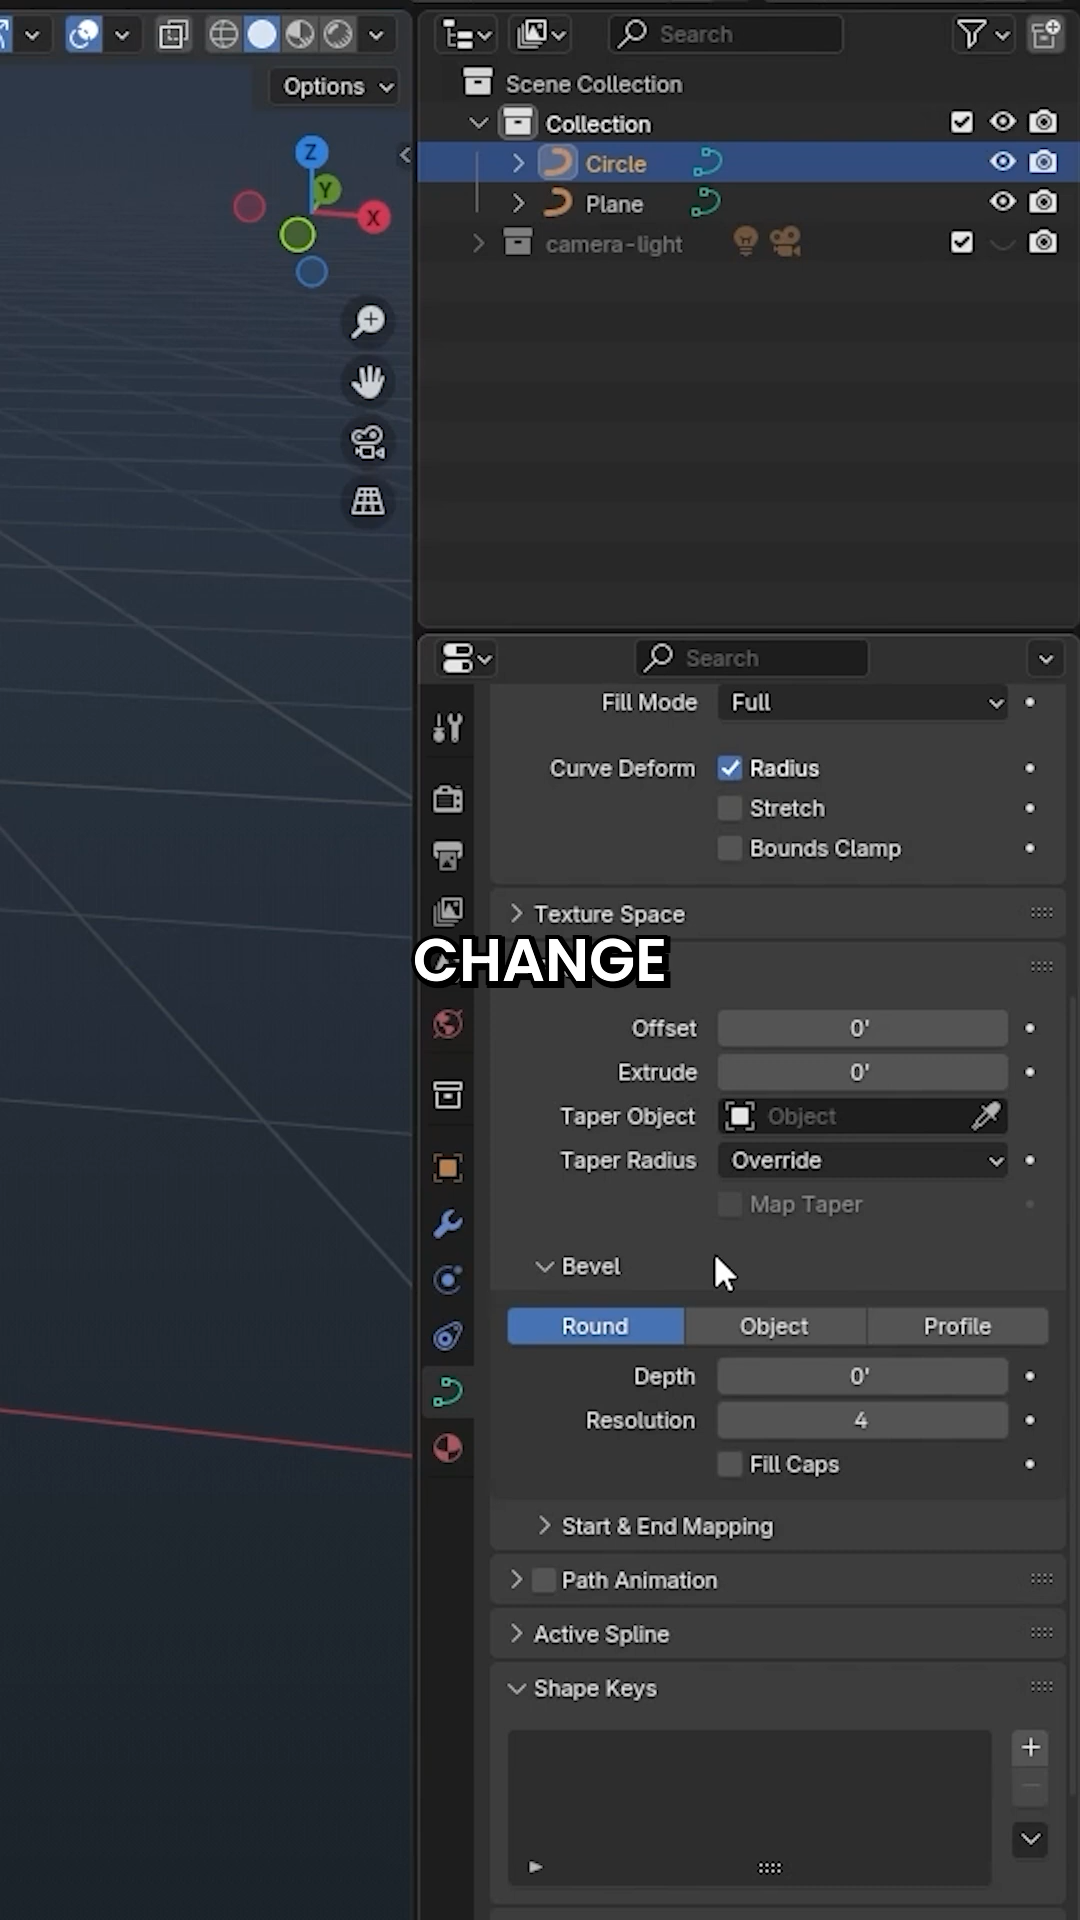 Search
Options
Scene Collection
Collection
Z
Circle
Y
X
Plane
camera-light
Search
Fill Mode Full
Curve Deform Radius
Stretch
Bounds Clamp
Texture Space
CHANGE
Offset 0'
Extrude 0'
Taper Object Object
Taper Radius Override
Map Taper
Bevel
Round Object Profile
Depth 0'
Resolution 4
Fill Caps
Start & End Mapping
Path Animation
Active Spline
Shape Keys